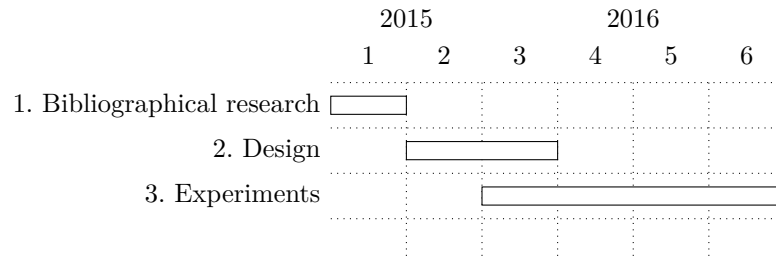 2015 2016
1 2 3 4 5 6
1. Bibliographical research
2. Design
3. Experiments